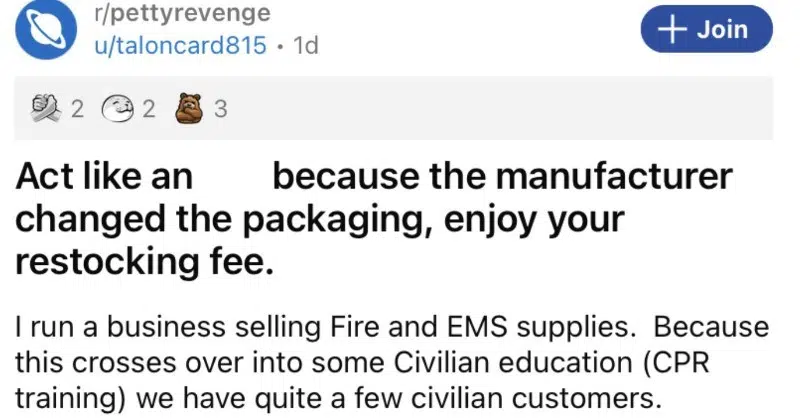 r/pettyrevenge
u/taloncard815 • 1d
+ Join
2 2 3
Act like an because the manufacturer
changed the packaging, enjoy your
restocking fee.
I run a business selling Fire and EMS supplies. Because
this crosses over into some Civilian education (CPR
training) we have quite a few civilian customers.